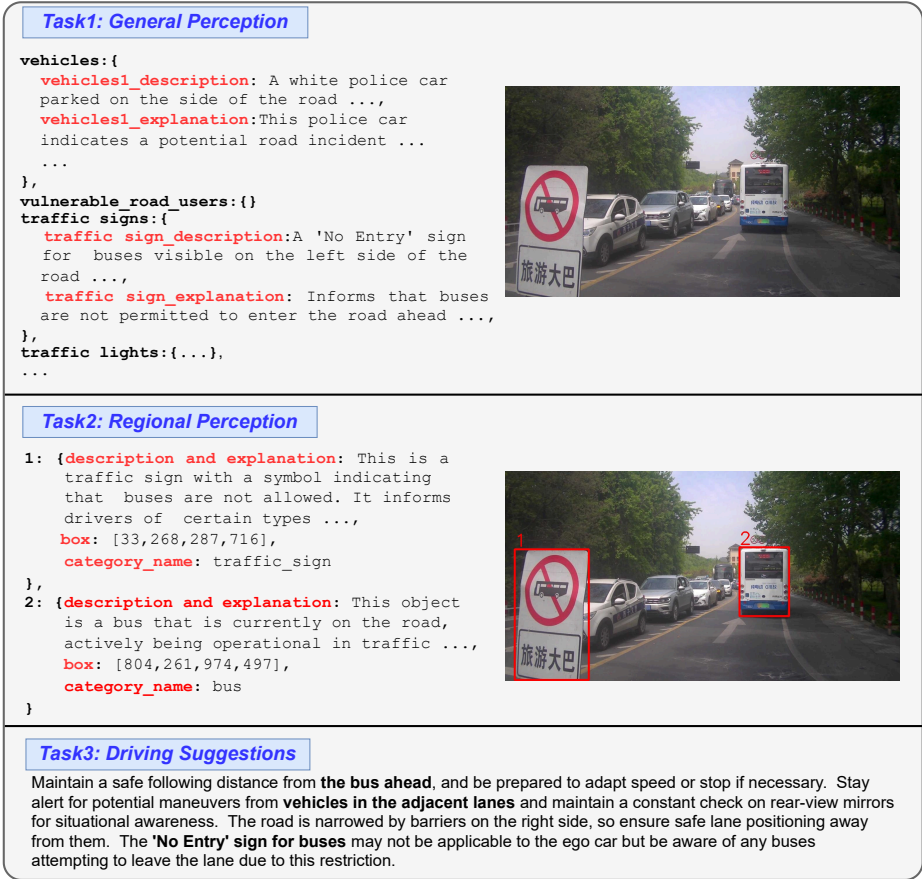 Task1: General Perception
vehicles:{
vehicles1_description: A white police car
parked on the side of the road ...,
vehicles1_explanation:This police car
indicates a potential road incident ...
...
},
vulnerable_road_users:{}
traffic signs:{
traffic sign_description:A 'No Entry' sign
for buses visible on the left side of the
road ...,
traffic sign_explanation: Informs that buses
are not permitted to enter the road ahead ...,
},
traffic lights:{...},
...
旅游大巴
Task2: Regional Perception
1: {description and explanation: This is a
traffic sign with a symbol indicating
that buses are not allowed. It informs
drivers of certain types ...,
box: [33,268,287,716],
category_name: traffic_sign
},
2: {description and explanation: This object
is a bus that is currently on the road,
actively being operational in traffic ...,
box: [804,261,974,497],
category_name: bus
}
1
2
旅游大巴
Task3: Driving Suggestions
Maintain a safe following distance from the bus ahead, and be prepared to adapt speed or stop if necessary. Stay
alert for potential maneuvers from vehicles in the adjacent lanes and maintain a constant check on rear-view mirrors
for situational awareness. The road is narrowed by barriers on the right side, so ensure safe lane positioning away
from them. The 'No Entry' sign for buses may not be applicable to the ego car but be aware of any buses
attempting to leave the lane due to this restriction.